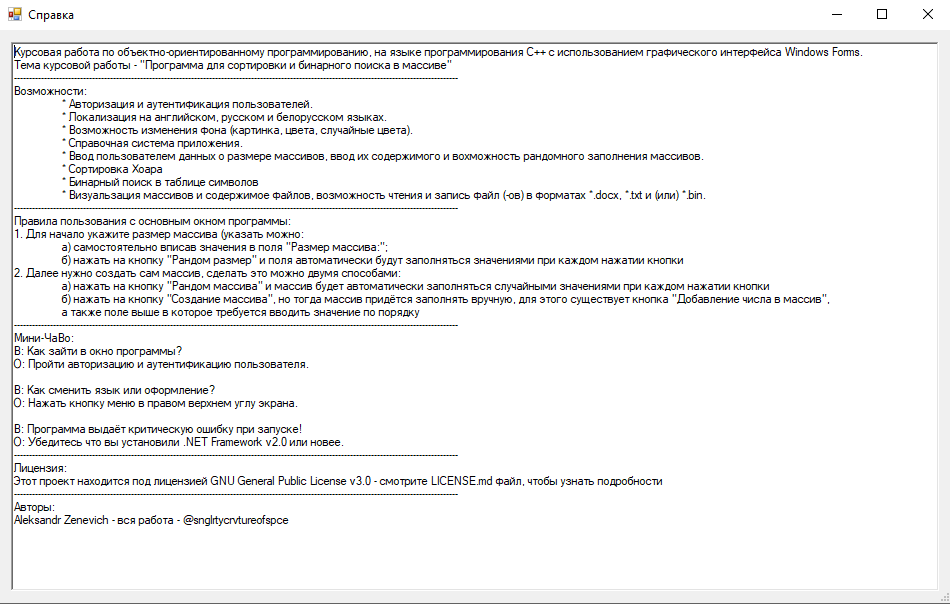 Справка
Курсовая работа по объектно-ориентированному программированию, на языке программирования C++ с использованием графического интерфейса Windows Forms.
Тема курсовой работы - "Программа для сортировки и бинарного поиска в массиве"
Возможности:
* Авторизация и аутентификация пользователей.
* Локализация на английском, русском и белорусском языках.
* Возможность изменения фона (картинка, цвета, случайные цвета).
* Справочная система приложения.
* Ввод пользователем данных о размере массивов, ввод их содержимого и вохможность рандомного заполнения массивов.
* Сортировка Хоара
* Бинарный поиск в таблице символов
* Визуальзация массивов и содержимое файлов, возможность чтения и запись файл (-ов) в форматах *.docx, *.txt и (или) *.bin.
Правила пользования с основным окном программы:
1. Для начало укажите размер массива (указать можно:
а) самостоятельно вписав значения в поля "Размер массива:";
б) нажать на кнопку "Рандом размер" и поля автоматически будут заполняться значениями при каждом нажатии кнопки
2. Далее нужно создать сам массив, сделать это можно двумя способами:
а) нажать на кнопку "Рандом массива" и массив будет автоматически заполняться случайными значениями при каждом нажатии кнопки
б) нажать на кнопку "Создание массива", но тогда массив придётся заполнять вручную, для этого существует кнопка "Добавление числа в массив",
а также поле выше в которое требуется вводить значение по порядку
Мини-ЧаВо:
В: Как зайти в окно программы?
О: Пройти авторизацию и аутентификацию пользователя.
В: Как сменить язык или оформление?
О: Нажать кнопку меню в правом верхнем углу экрана.
В: Программа выдаёт критическую ошибку при запуске!
О: Убедитесь что вы установили .NET Framework v2.0 или новее.
Лицензия:
Этот проект находится под лицензией GNU General Public License v3.0 - смотрите LICENSE.md файл, чтобы узнать подробности
Авторы:
Aleksandr Zenevich - вся работа - @snglrtycrvtureofspce